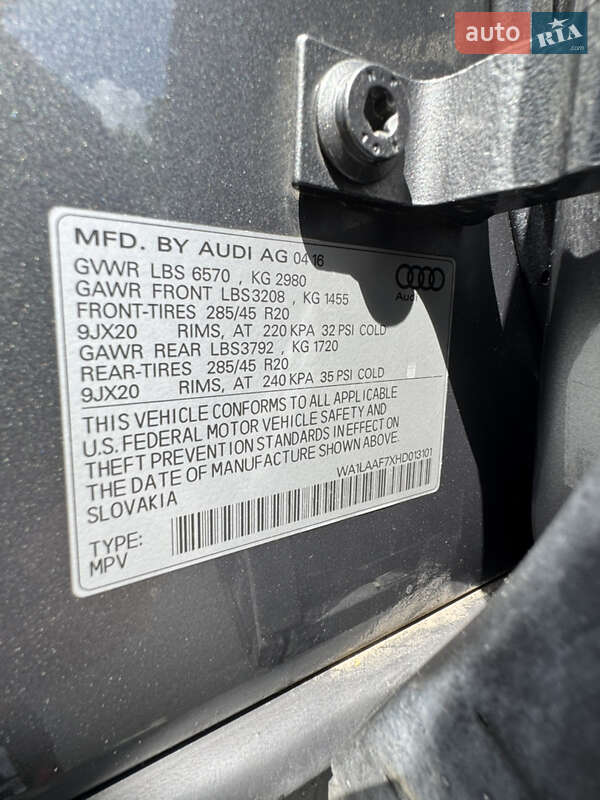 auto RIA .com
MFD. BY AUDI AG 04 16
GVWR LBS 6570 , KG 2980
GAWR FRONT LBS3208 , KG 1455
FRONT-TIRES 285/45 R20
9JX20 RIMS, AT 220 KPA 32 PSI COLD
GAWR REAR LBS3792 , KG 1720
REAR-TIRES 285/45 R20
9JX20 RIMS, AT 240 KPA 35 PSI COLD
Audi
THIS VEHICLE CONFORMS TO ALL APPLICABLE
U.S. FEDERAL MOTOR VEHICLE SAFETY AND
THEFT PREVENTION STANDARDS IN EFFECT ON
THE DATE OF MANUFACTURE SHOWN ABOVE.
SLOVAKIA
WA1LAAF7XHD013101
TYPE:
MPV